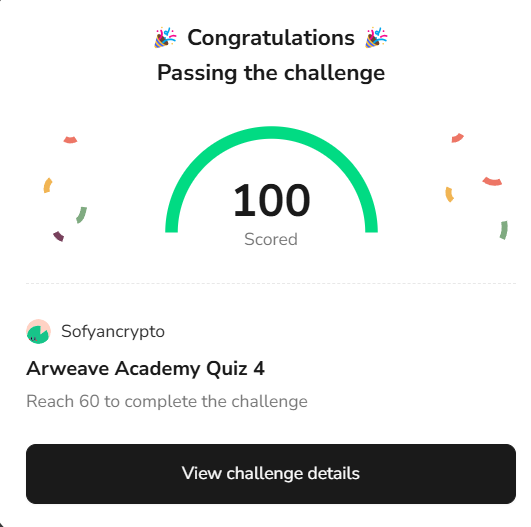 🎉 Congratulations 🎉
Passing the challenge
100
Scored
Sofyancrypto
Arweave Academy Quiz 4
Reach 60 to complete the challenge
View challenge details